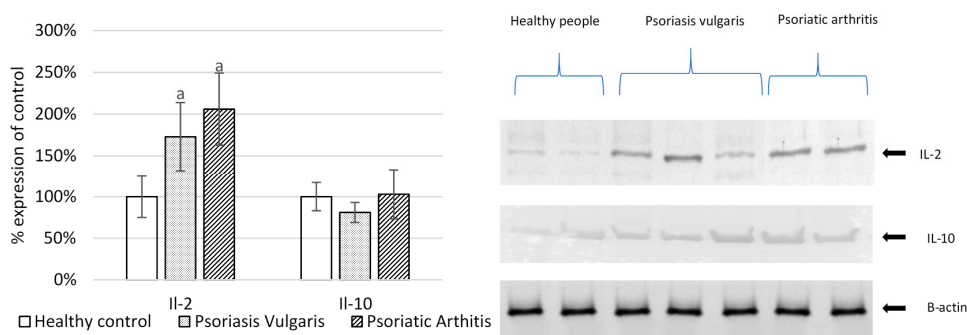 % expression of control
300%
250%
200%
150%
100%
50%
0%
a
a
Il-2
Il-10
Healthy control
Psoriasis Vulgaris
Psoriatic Arthitis
Healthy people
Psoriasis vulgaris
Psoriatic arthritis
IL-2
IL-10
B-actin